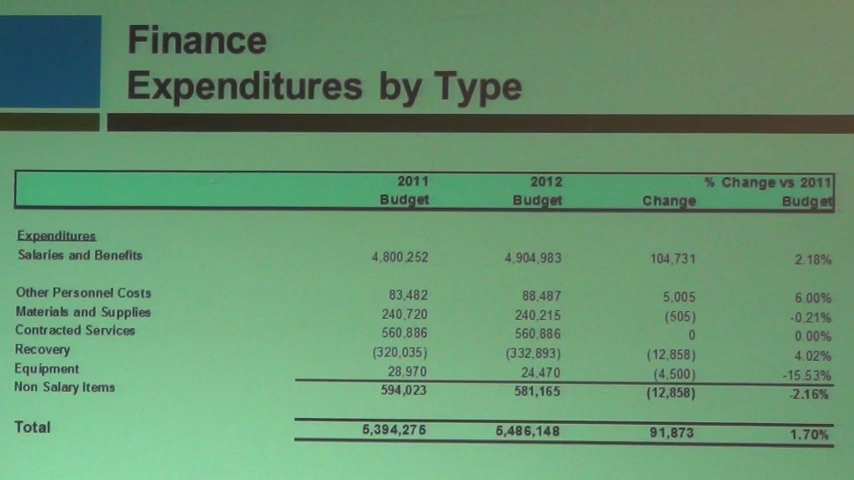 Finance
Expenditures by Type
2011 2012 % Change vs 2011
Budget Budget Change Budget
Expenditures
Salaries and Benefits 4,800,252 4,904,983 104,731 2.18%
Other Personnel Costs 83,482 88,487 5,005 6.00%
Materials and Supplies 240,720 240,215 (505) -0.21%
Contracted Services 560,886 560,886 0 0.00%
Recovery (320,035) (332,893) (12,858) 4.02%
Equipment 28,970 24,470 (4,500) -15.53%
Non Salary Items 594,023 581,165 (12,858) -2.16%
Total 5,394,275 5,486,148 91,873 1.70%